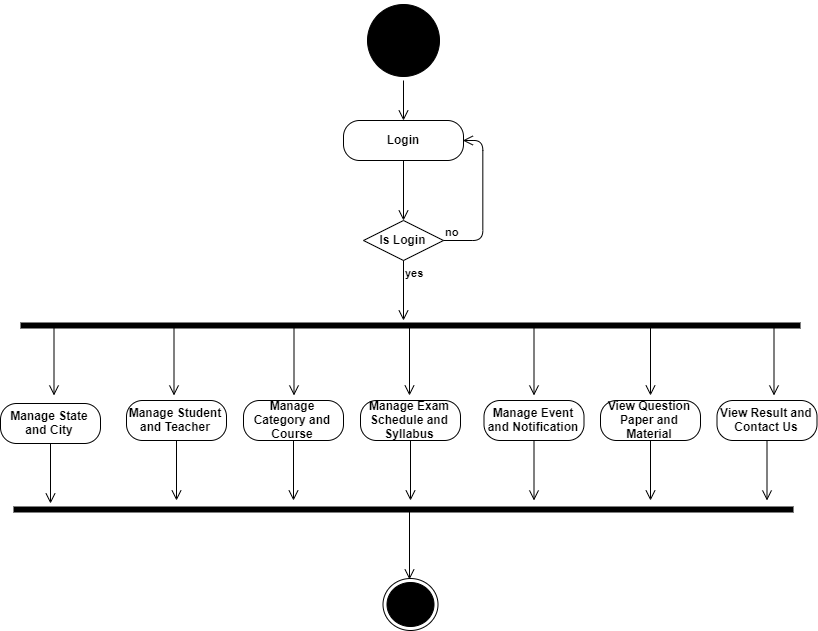 Login
Is Login
no
yes
Manage State
and City
Manage Student
and Teacher
Manage
Category and
Course
Manage Exam
Schedule and
Syllabus
Manage Event
and Notification
View Question
Paper and
Material
View Result and
Contact Us